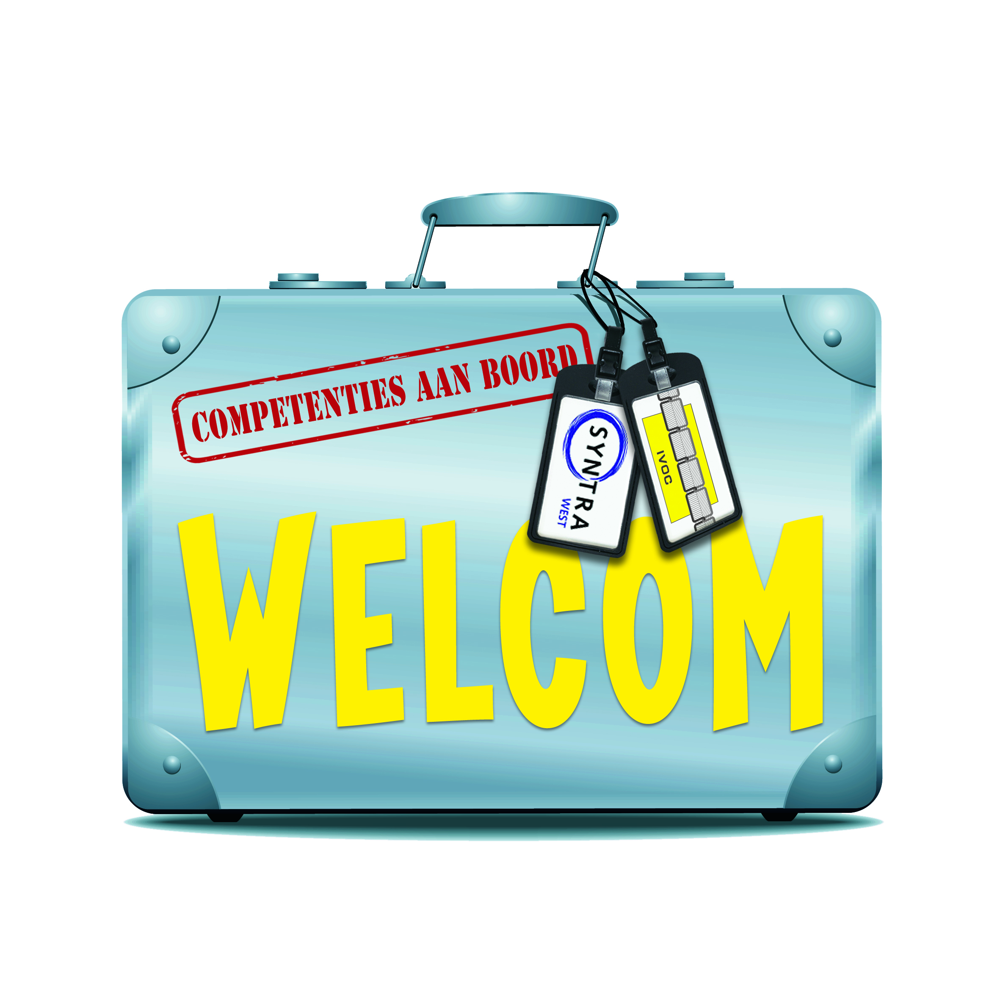 COMPETENTIES AAN BOORD
SYNTRA
WEST
IVOC
WELCOM